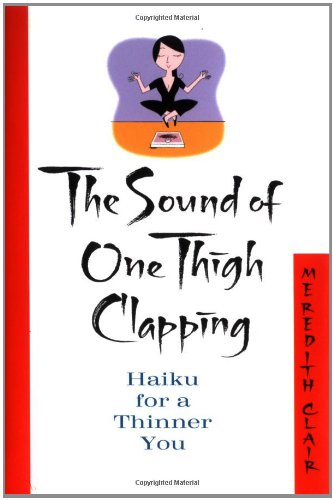 Copyrighted Material
The Sound of
One Thigh
Clapping
Haiku
for a
Thinner
You
MEREDITH CLAIR
Copyrighted Material